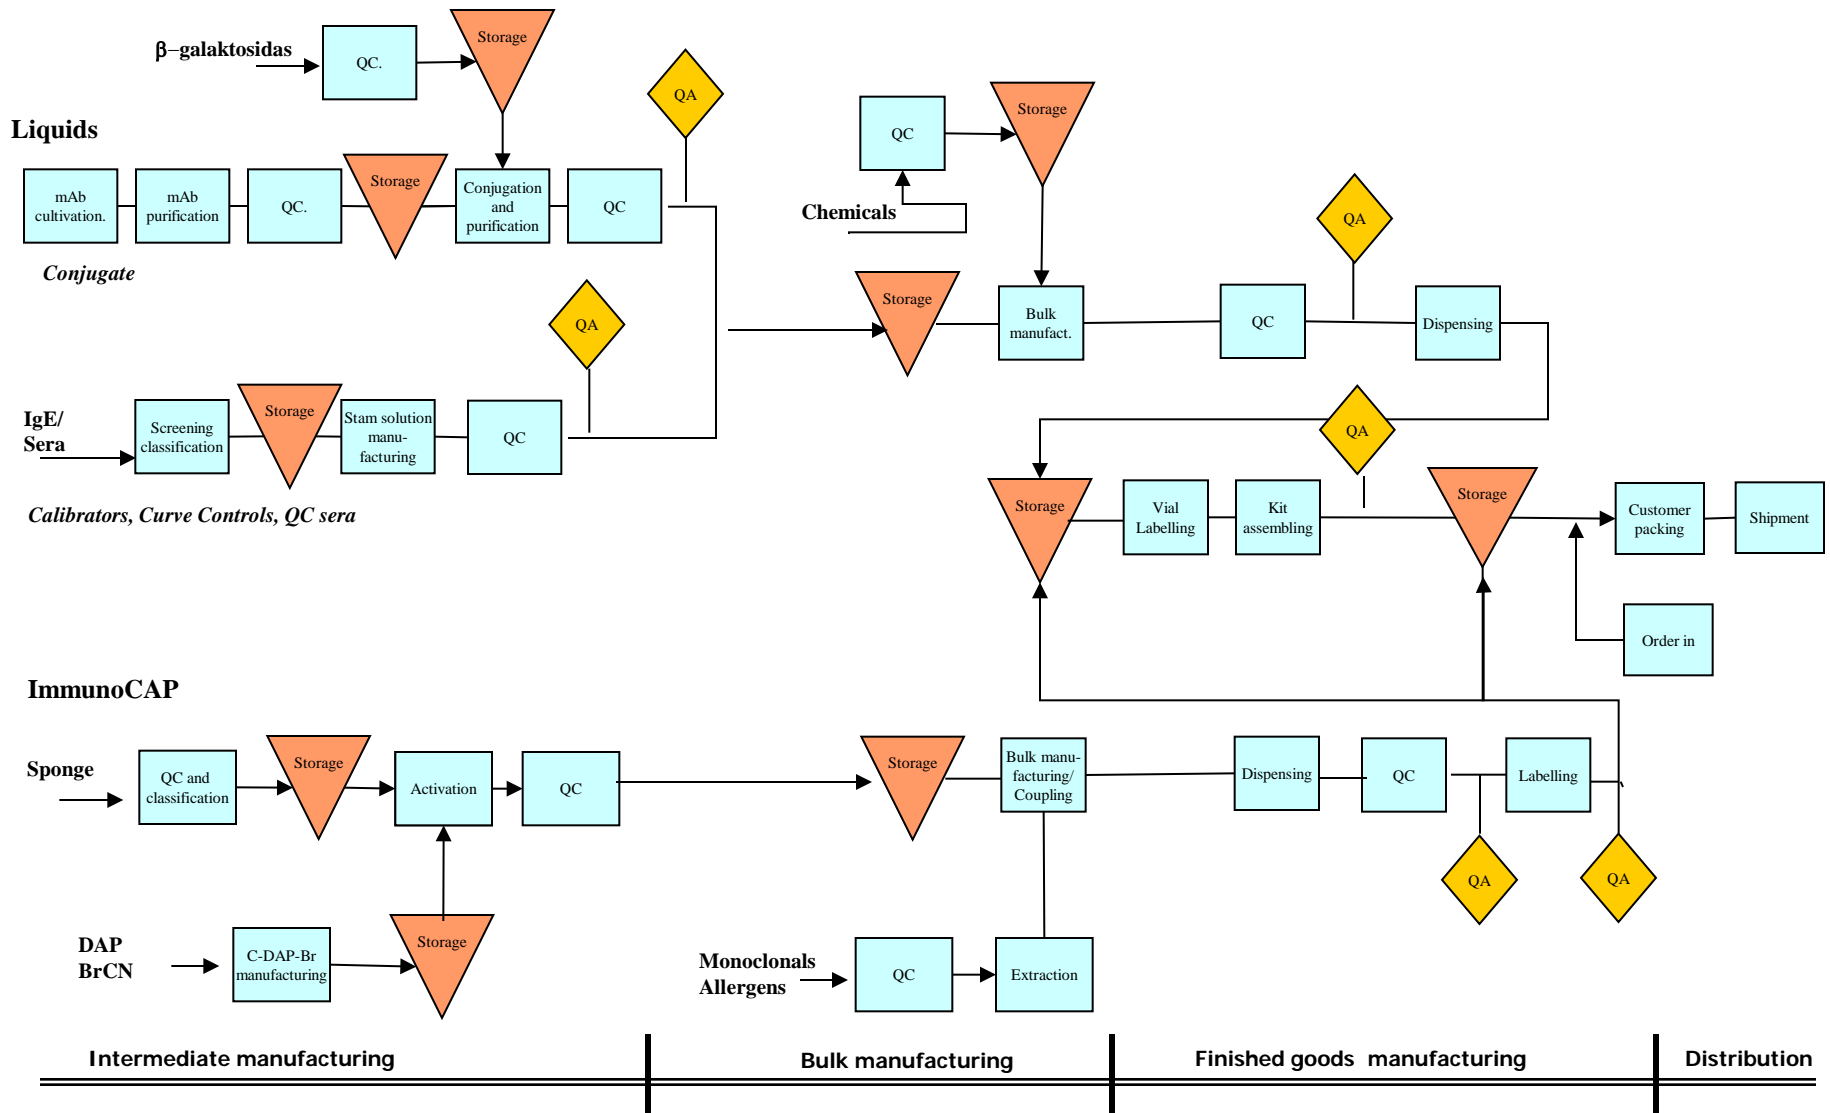 β–galaktosidas
QC.
Storage
QA
Liquids
mAb
cultivation.
mAb
purification
QC.
Storage
Conjugation
and
purification
QC
Conjugate
QC
Storage
Chemicals
QA
Storage
Bulk
manufact.
QC
Dispensing
QA
IgE/
Sera
Screening
classification
Storage
Stam solution
manu-
facturing
QC
Calibrators, Curve Controls, QC sera
QA
Storage
Vial
Labelling
Kit
assembling
Storage
Customer
packing
Shipment
Order in
ImmunoCAP
Sponge
QC and
classification
Storage
Activation
QC
Storage
Bulk manu-
facturing/
Coupling
Dispensing
QC
Labelling
QA
QA
DAP
BrCN
C-DAP-Br
manufacturing
Storage
Monoclonals
Allergens
QC
Extraction
Intermediate manufacturing
Bulk manufacturing
Finished goods manufacturing
Distribution